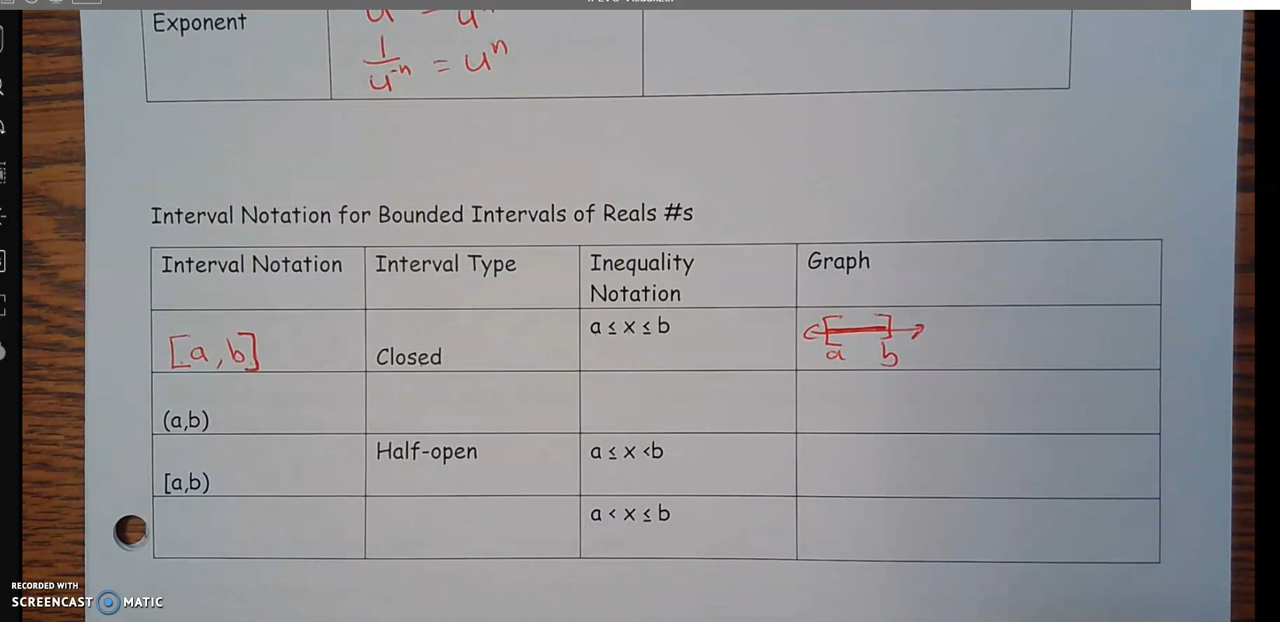 Exponent
1/u^-n = u^n
Interval Notation for Bounded Intervals of Reals #s
Interval Notation Interval Type Inequality Notation Graph
[a,b] Closed a ≤ x ≤ b a b
(a,b)
[a,b) Half-open a ≤ x <b
a < x ≤ b
RECORDED WITH
SCREENCAST MATIC